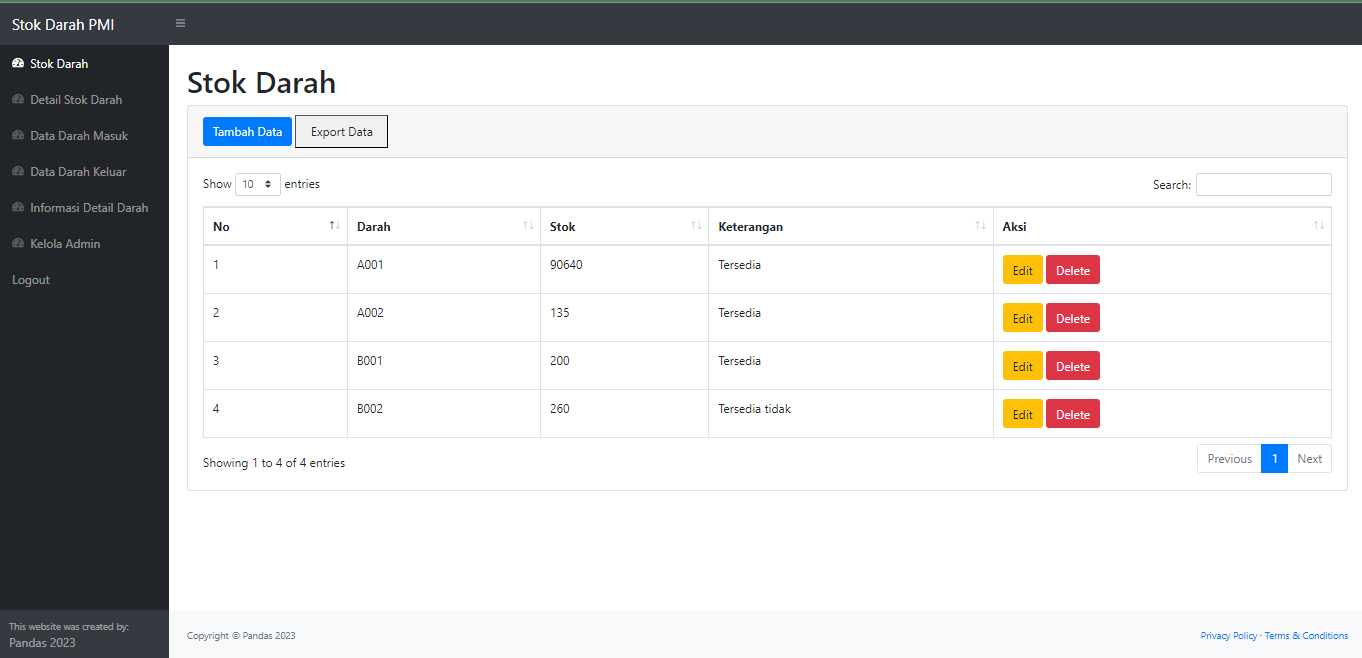 Stok Darah PMI
Stok Darah
Detail Stok Darah
Data Darah Masuk
Data Darah Keluar
Informasi Detail Darah
Kelola Admin
Logout
This website was created by:
Pandas 2023
Stok Darah
Tambah Data Export Data
Show 10 entries Search:
No Darah Stok Keterangan Aksi
1 A001 90640 Tersedia Edit Delete
2 A002 135 Tersedia Edit Delete
3 B001 200 Tersedia Edit Delete
4 B002 260 Tersedia tidak Edit Delete
Showing 1 to 4 of 4 entries Previous 1 Next
Copyright © Pandas 2023 Privacy Policy · Terms & Conditions